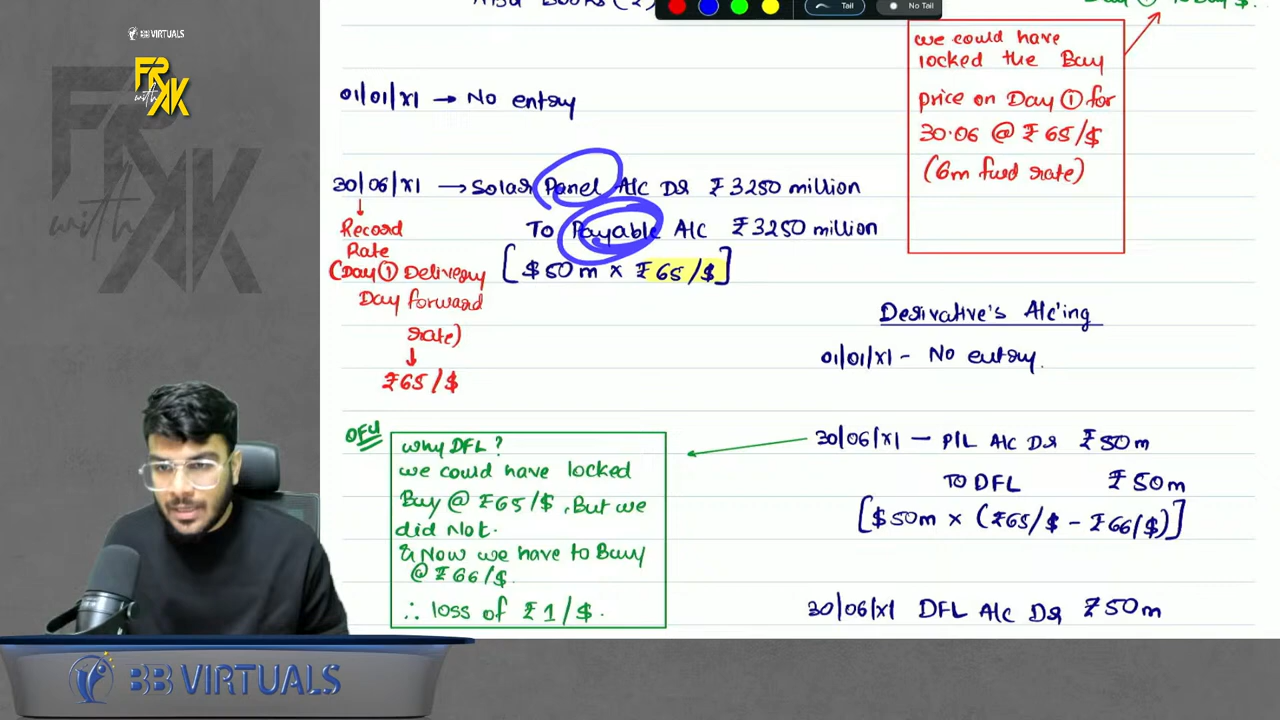 Tail
No Tail
BB VIRTUALS
FR
with AK
we could have
locked the Buy
price on Day ① for
30.06 @ ₹65/$
(6m fwd rate)
01/01/X1 → No entry
30/06/X1 → Solar Panel A/c Dr ₹3250 million
To Payable A/c ₹3250 million
[$50m × ₹65/$]
Record
Rate
(Day ① Delivery
Day forward
rate)
₹65/$
Derivative's A/c'ing
01/01/X1 - No entry.
30/06/X1 - P/L A/c Dr ₹50m
To DFL ₹50m
[$50m × (₹65/$ - ₹66/$)]
why DFL?
we could have locked
Buy @ ₹65/$, But we
did Not.
& Now we have to Buy
@ ₹66/$.
∴ loss of ₹1/$.
30/06/X1 DFL A/c Dr ₹50m
BB VIRTUALS